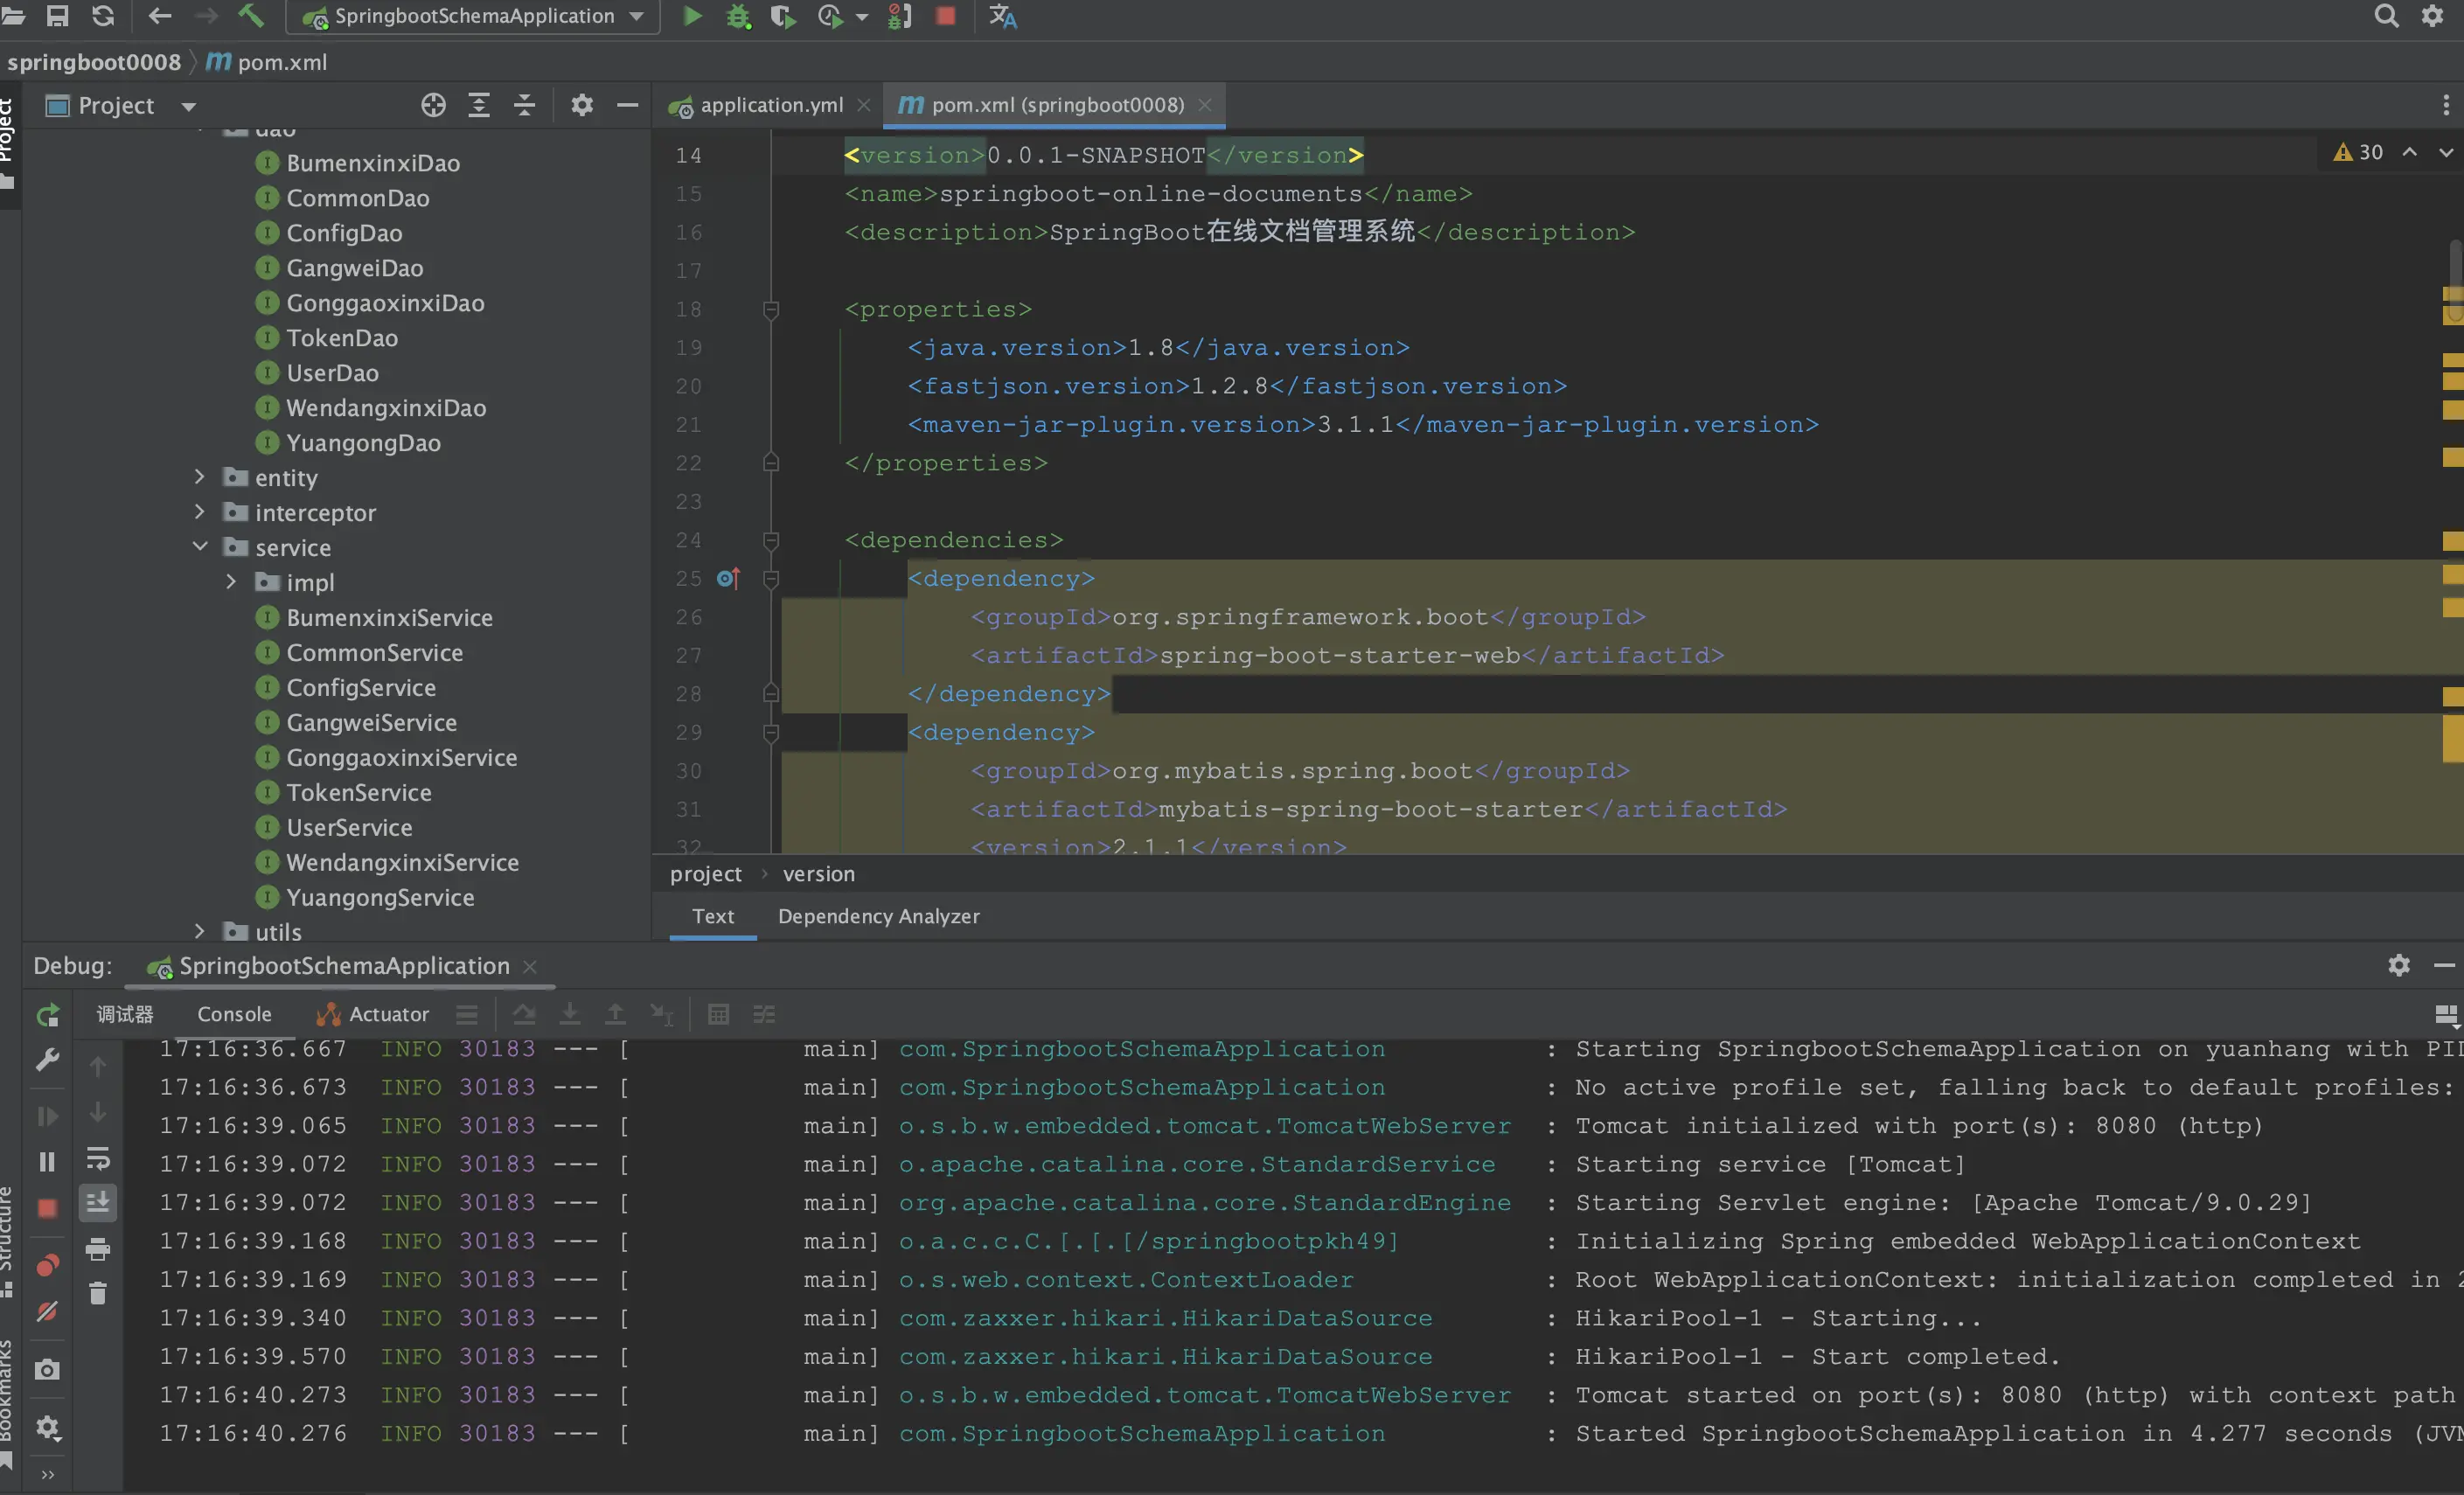 SpringbootSchemaApplication
springboot0008 pom.xml
Project
Project
dao
BumenxinxiDao
CommonDao
ConfigDao
GangweiDao
GonggaoxinxiDao
TokenDao
UserDao
WendangxinxiDao
YuangongDao
entity
interceptor
service
impl
BumenxinxiService
CommonService
ConfigService
GangweiService
GonggaoxinxiService
TokenService
UserService
WendangxinxiService
YuangongService
utils
application.yml
pom.xml (springboot0008)
30
14 <version>0.0.1-SNAPSHOT</version>
15 <name>springboot-online-documents</name>
16 <description>SpringBoot在线文档管理系统</description>
17
18 <properties>
19 <java.version>1.8</java.version>
20 <fastjson.version>1.2.8</fastjson.version>
21 <maven-jar-plugin.version>3.1.1</maven-jar-plugin.version>
22 </properties>
23
24 <dependencies>
25 <dependency>
26 <groupId>org.springframework.boot</groupId>
27 <artifactId>spring-boot-starter-web</artifactId>
28 </dependency>
29 <dependency>
30 <groupId>org.mybatis.spring.boot</groupId>
31 <artifactId>mybatis-spring-boot-starter</artifactId>
32 <version>2.1.1</version>
project › version
Text Dependency Analyzer
Debug: SpringbootSchemaApplication
调试器 Console Actuator
17:16:36.667 INFO 30183 --- [ main] com.SpringbootSchemaApplication : Starting SpringbootSchemaApplication on yuanhang with PID
17:16:36.673 INFO 30183 --- [ main] com.SpringbootSchemaApplication : No active profile set, falling back to default profiles:
17:16:39.065 INFO 30183 --- [ main] o.s.b.w.embedded.tomcat.TomcatWebServer : Tomcat initialized with port(s): 8080 (http)
17:16:39.072 INFO 30183 --- [ main] o.apache.catalina.core.StandardService : Starting service [Tomcat]
17:16:39.072 INFO 30183 --- [ main] org.apache.catalina.core.StandardEngine : Starting Servlet engine: [Apache Tomcat/9.0.29]
17:16:39.168 INFO 30183 --- [ main] o.a.c.c.C.[.[.[/springbootpkh49] : Initializing Spring embedded WebApplicationContext
17:16:39.169 INFO 30183 --- [ main] o.s.web.context.ContextLoader : Root WebApplicationContext: initialization completed in 2
17:16:39.340 INFO 30183 --- [ main] com.zaxxer.hikari.HikariDataSource : HikariPool-1 - Starting...
17:16:39.570 INFO 30183 --- [ main] com.zaxxer.hikari.HikariDataSource : HikariPool-1 - Start completed.
17:16:40.273 INFO 30183 --- [ main] o.s.b.w.embedded.tomcat.TomcatWebServer : Tomcat started on port(s): 8080 (http) with context path
17:16:40.276 INFO 30183 --- [ main] com.SpringbootSchemaApplication : Started SpringbootSchemaApplication in 4.277 seconds (JVM
Structure
Bookmarks